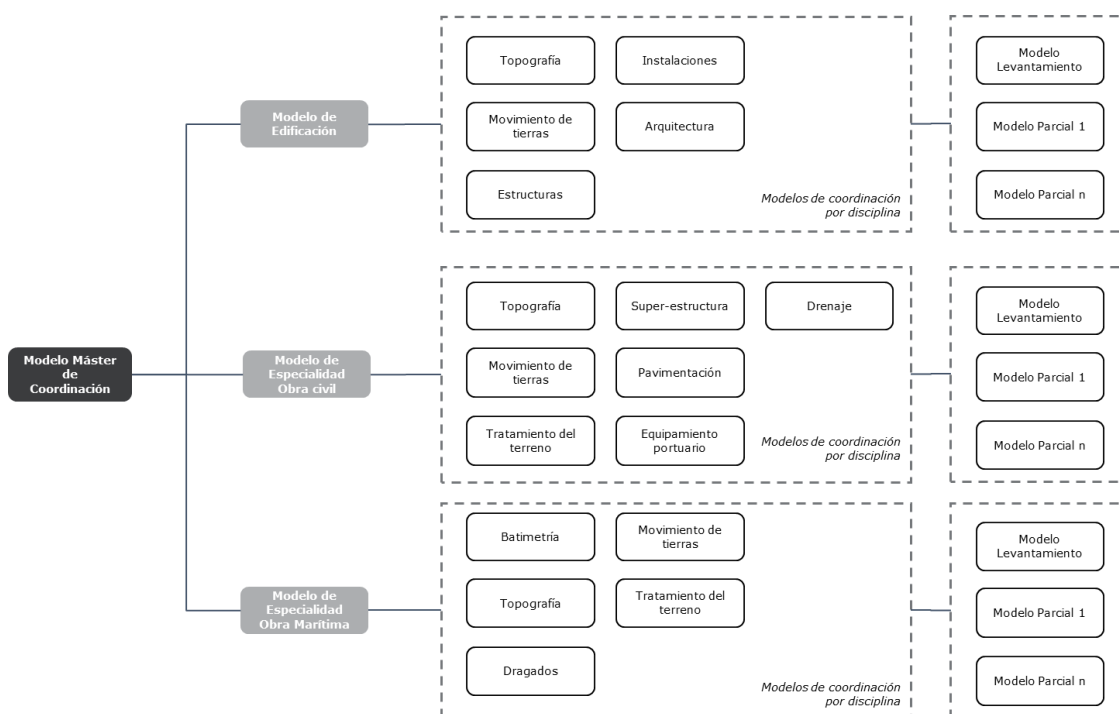 Modelo Máster
de
Coordinación
Modelo de
Edificación
Topografía
Instalaciones
Movimiento de
tierras
Arquitectura
Estructuras
Modelos de coordinación
por disciplina
Modelo
Levantamiento
Modelo Parcial 1
Modelo Parcial n
Modelo de
Especialidad
Obra civil
Topografía
Super-estructura
Drenaje
Movimiento de
tierras
Pavimentación
Tratamiento del
terreno
Equipamiento
portuario
Modelos de coordinación
por disciplina
Modelo
Levantamiento
Modelo Parcial 1
Modelo Parcial n
Modelo de
Especialidad
Obra Marítima
Batimetría
Movimiento de
tierras
Topografía
Tratamiento del
terreno
Dragados
Modelos de coordinación
por disciplina
Modelo
Levantamiento
Modelo Parcial 1
Modelo Parcial n